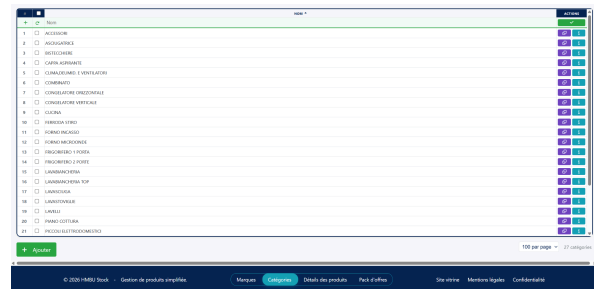 NOM ACTIONS
Nom
1 ACCESSORI
2 ASCIUGATRICE
3 BISTECCHIERE
4 CAPPA ASPIRANTE
5 CLIMA,DEUMID. E VENTILATORI
6 COMBINATO
7 CONGELATORE ORIZZONTALE
8 CONGELATORE VERTICALE
9 CUCINA
10 FERRODA STIRO
11 FORNO INCASSO
12 FORNO MICROONDE
13 FRIGORIFERO 1 PORTA
14 FRIGORIFERO 2 PORTE
15 LAVABIANCHERIA
16 LAVABIANCHERIA TOP
17 LAVASCIUGA
18 LAVASTOVIGLIE
19 LAVELLI
20 PIANO COTTURA
21 PICCOLI ELETTRODOMESTICI
+ Ajouter 100 par page 27 catégories
© 2026 HMBU Stock - Gestion de produits simplifiée. Marques Catégories Détails des produits Pack d'offres Site vitrine Mentions légales Confidentialité